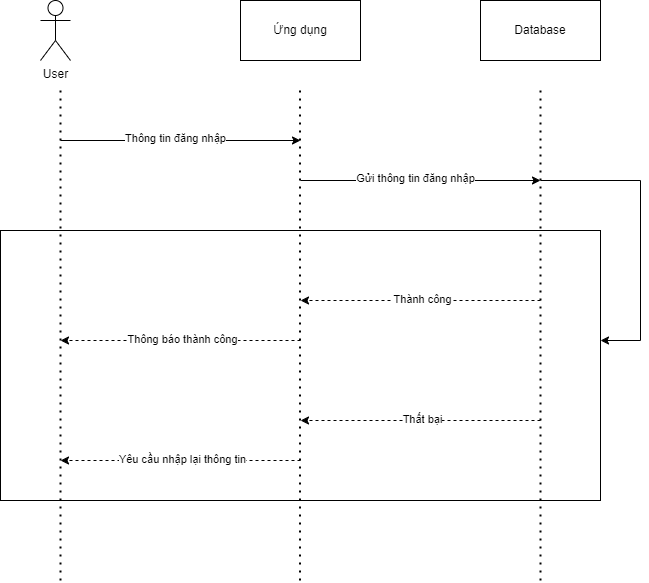 Ứng dụng
Database
User
Thông tin đăng nhập
Gửi thông tin đăng nhập
Thành công
Thông báo thành công
Thất bại
Yêu cầu nhập lại thông tin